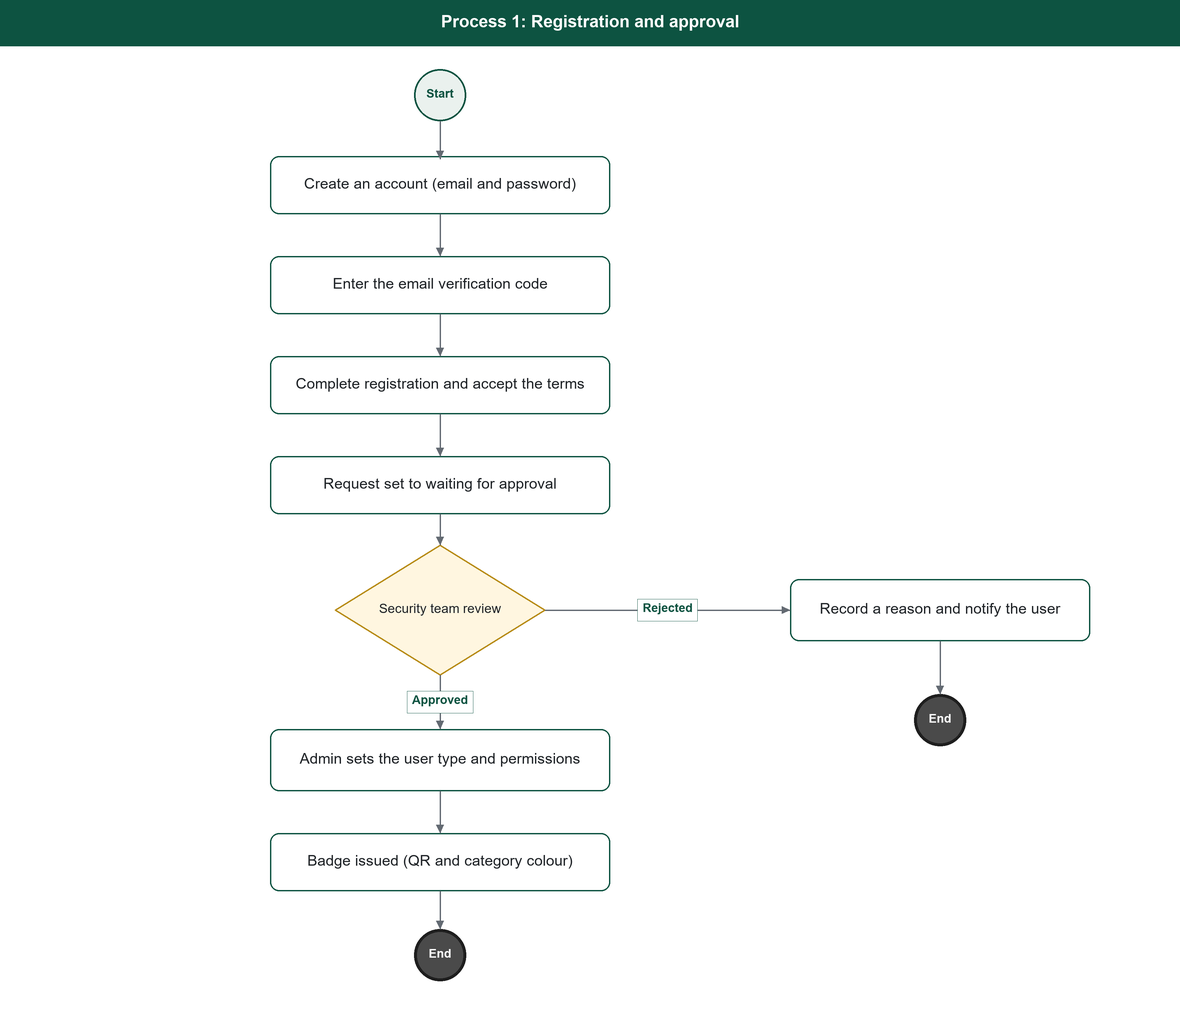 Process 1: Registration and approval
Start
Create an account (email and password)
Enter the email verification code
Complete registration and accept the terms
Request set to waiting for approval
Security team review
Rejected
Record a reason and notify the user
Approved
End
Admin sets the user type and permissions
Badge issued (QR and category colour)
End